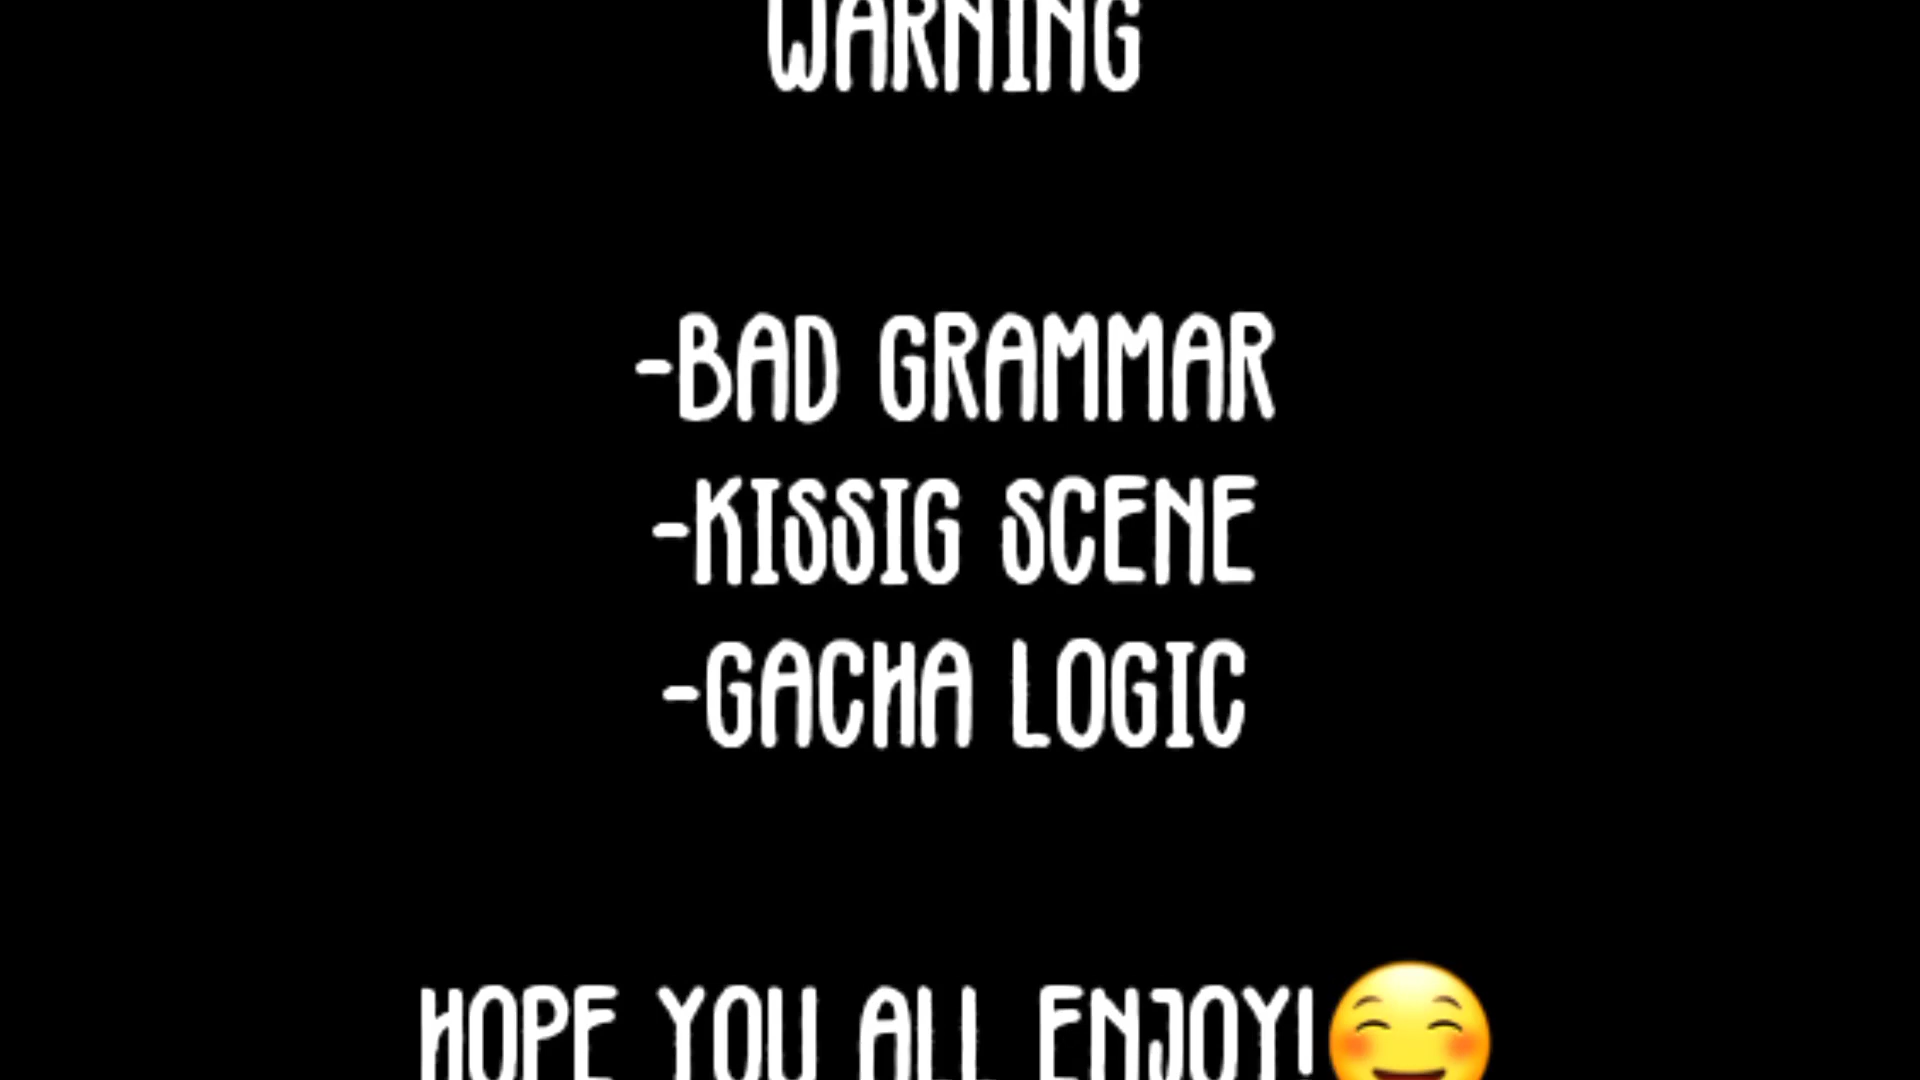 WARNING
-BAD GRAMMAR
-KISSIG SCENE
-GACHA LOGIC
HOPE YOU ALL ENJOY!😊